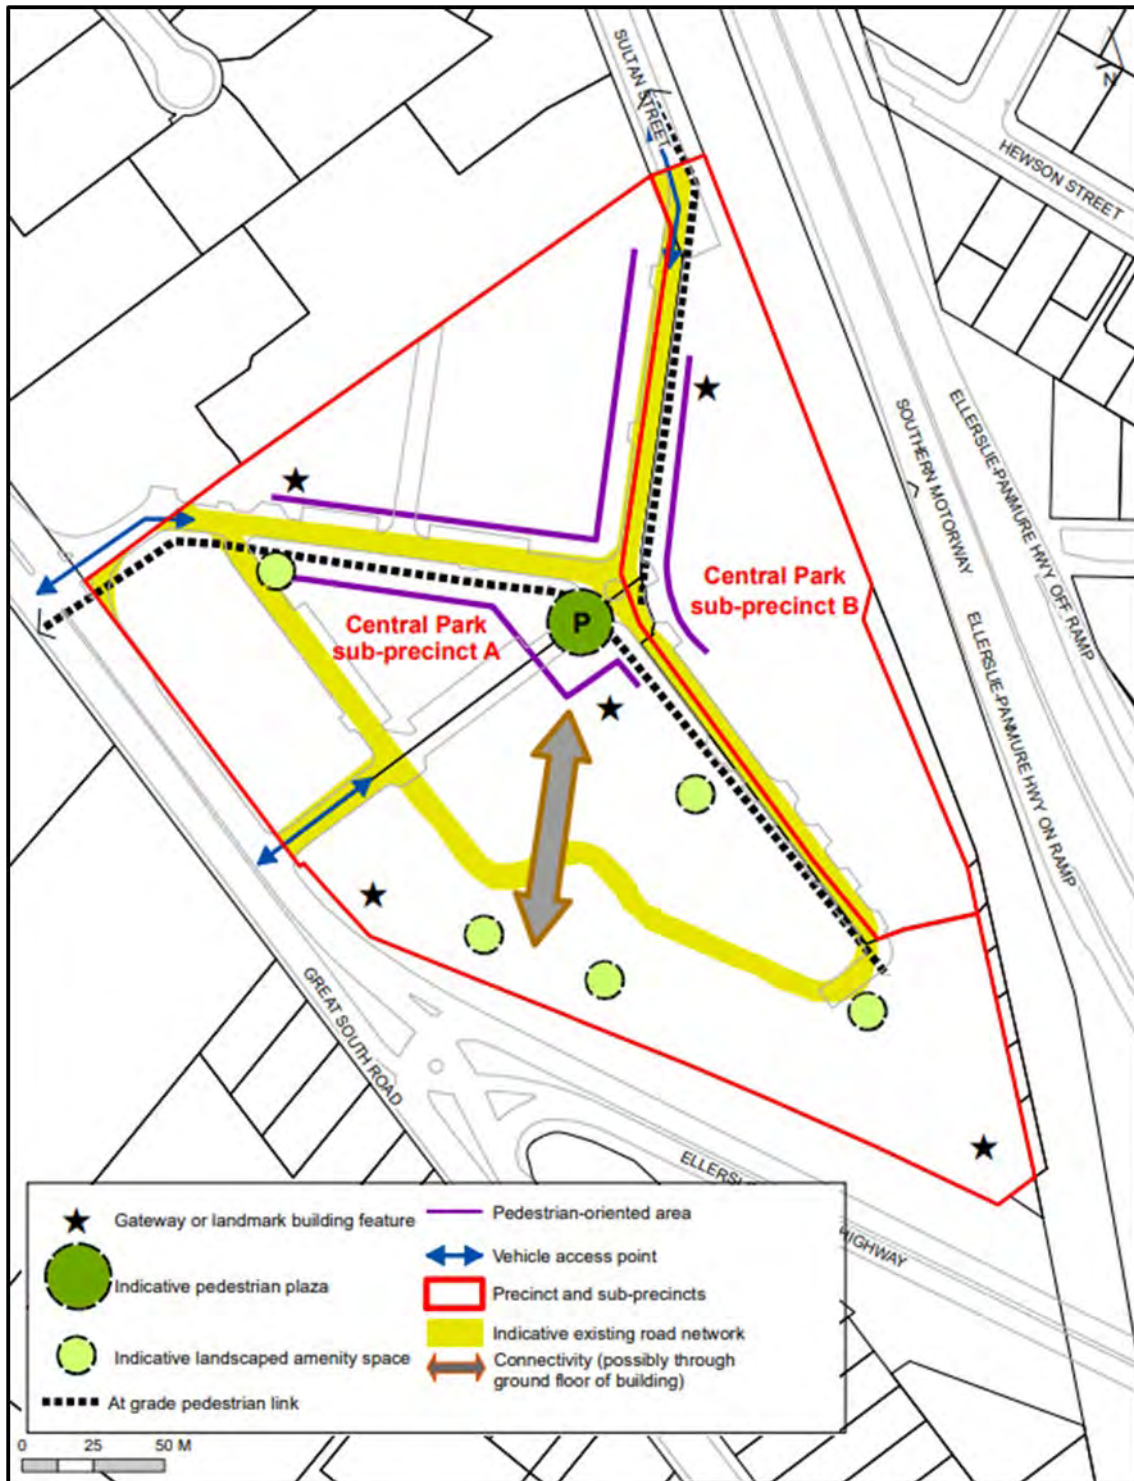 SULTAN STREET
N
HEWSON STREET
ELLERSLIE-PANMURE HWY OFF RAMP
SOUTHERN MOTORWAY
Central Park
sub-precinct B
P
Central Park
sub-precinct A
ELLERSLIE-PANMURE HWY ON RAMP
GREAT SOUTH ROAD
HIGHWAY
Gateway or landmark building feature
Indicative pedestrian plaza
Indicative landscaped amenity space
At grade pedestrian link
Pedestrian-oriented area
Vehicle access point
Precinct and sub-precincts
Indicative existing road network
Connectivity (possibly through
ground floor of building)
0 25 50 M